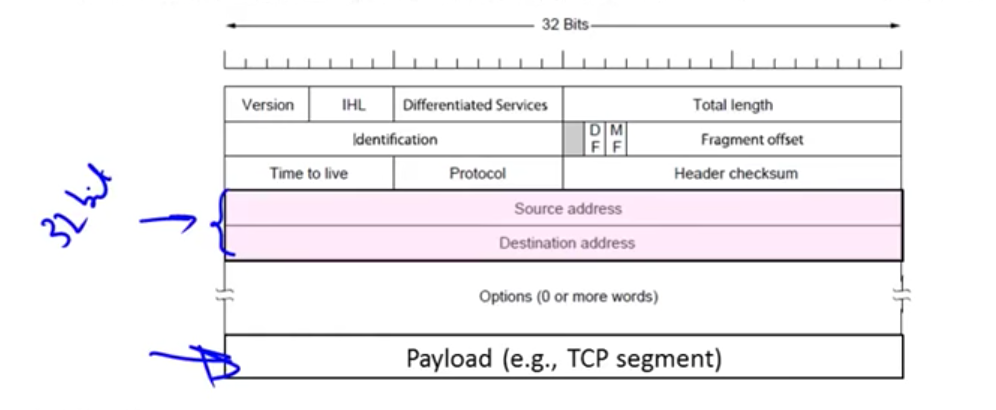 32 Bits
Version IHL Differentiated Services Total length
Identification D F M F Fragment offset
Time to live Protocol Header checksum
32 bit
Source address
Destination address
Options (0 or more words)
Payload (e.g., TCP segment)